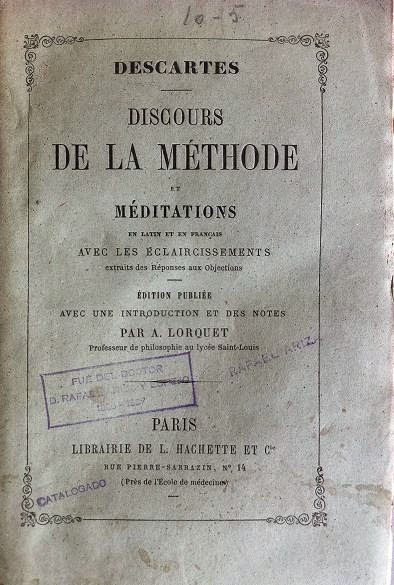 10-5
DESCARTES
DISCOURS
DE LA MÉTHODE
ET
MÉDITATIONS
EN LATIN ET EN FRANÇAIS
AVEC LES ÉCLAIRCISSEMENTS
extraits des Réponses aux Objections
ÉDITION PUBLIÉE
AVEC UNE INTRODUCTION ET DES NOTES
PAR A. LORQUET
Professeur de philosophie au lycée Saint-Louis
RAFAEL ARIZ
FUE DEL DOCTOR
D. RAFAEL Y ESPEJO
PARIS
LIBRAIRIE DE L. HACHETTE ET Cie
RUE PIERRE-SARRAZIN, N° 14
(Près de l'École de médecine)
CATALOGADO